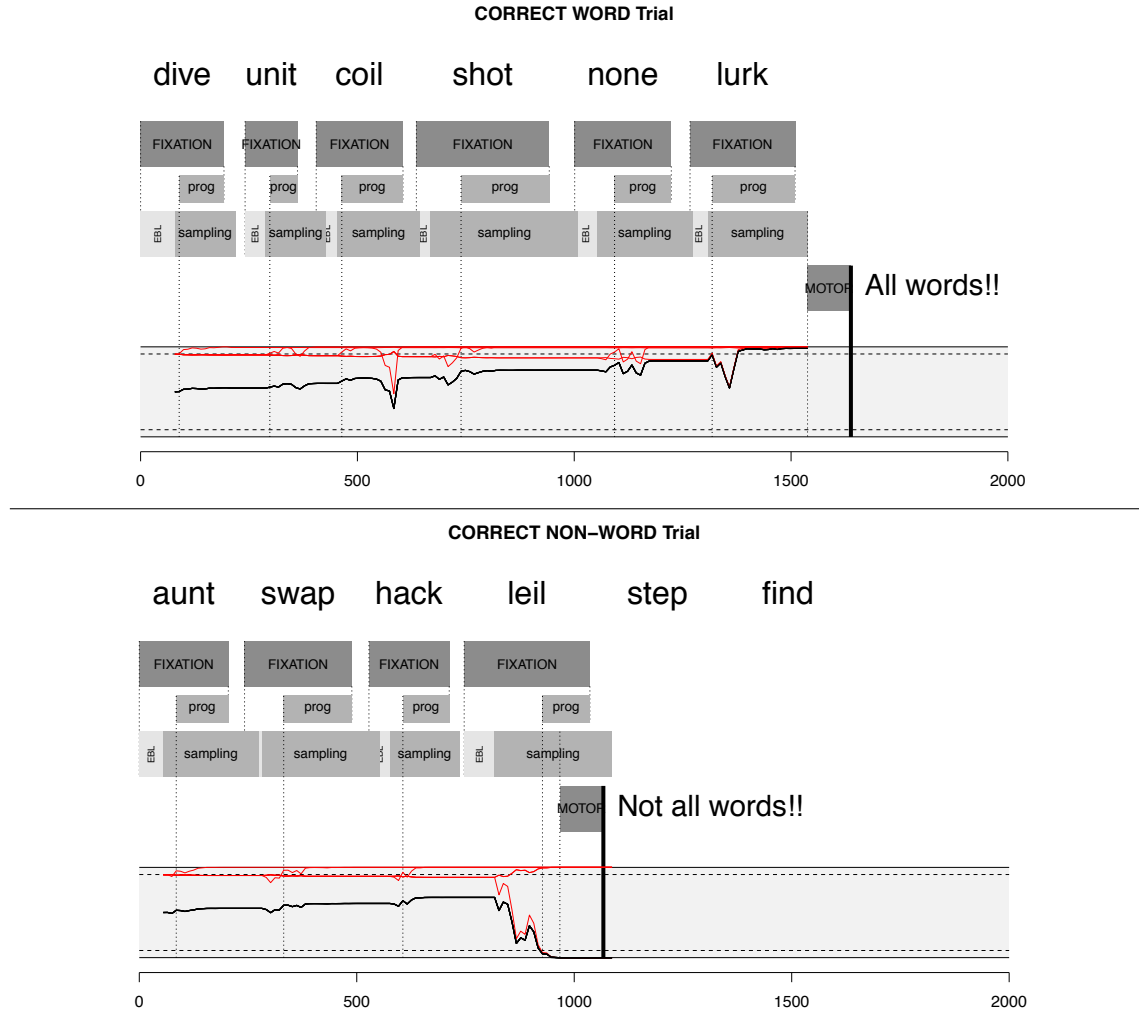 CORRECT WORD Trial
dive unit coil shot none lurk
FIXATION FIXATION FIXATION FIXATION FIXATION FIXATION
prog prog prog prog prog prog
EBL sampling EBL sampling EBL sampling EBL sampling EBL sampling EBL sampling
MOTOR All words!!
0 500 1000 1500 2000
CORRECT NON−WORD Trial
aunt swap hack leil step find
FIXATION FIXATION FIXATION FIXATION
prog prog prog prog
EBL sampling sampling EBL sampling EBL sampling
MOTOR Not all words!!
0 500 1000 1500 2000